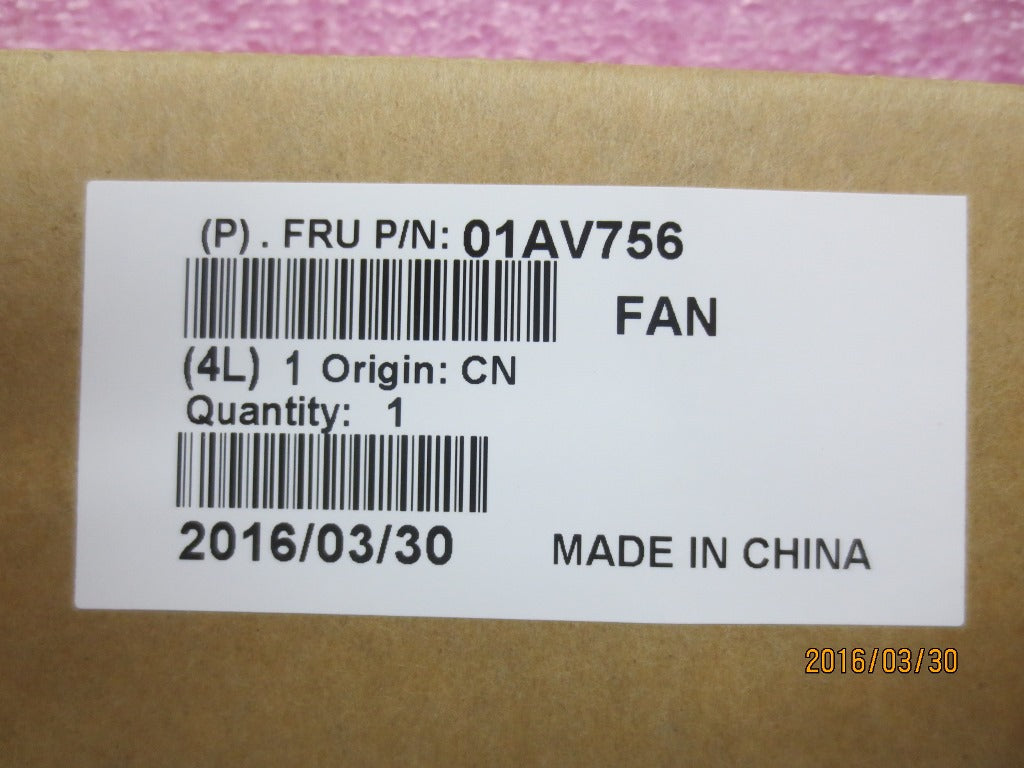 (P) . FRU P/N: 01AV756
FAN
(4L) 1 Origin: CN
Quantity: 1
2016/03/30
MADE IN CHINA
2016/03/30